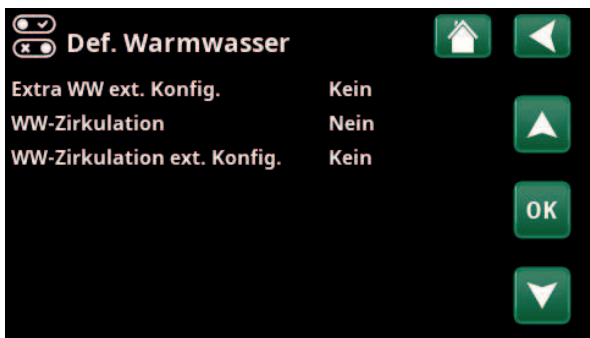 Def. Warmwasser
Extra WW ext. Konfig. Kein
WW-Zirkulation Nein
WW-Zirkulation ext. Konfig. Kein
OK